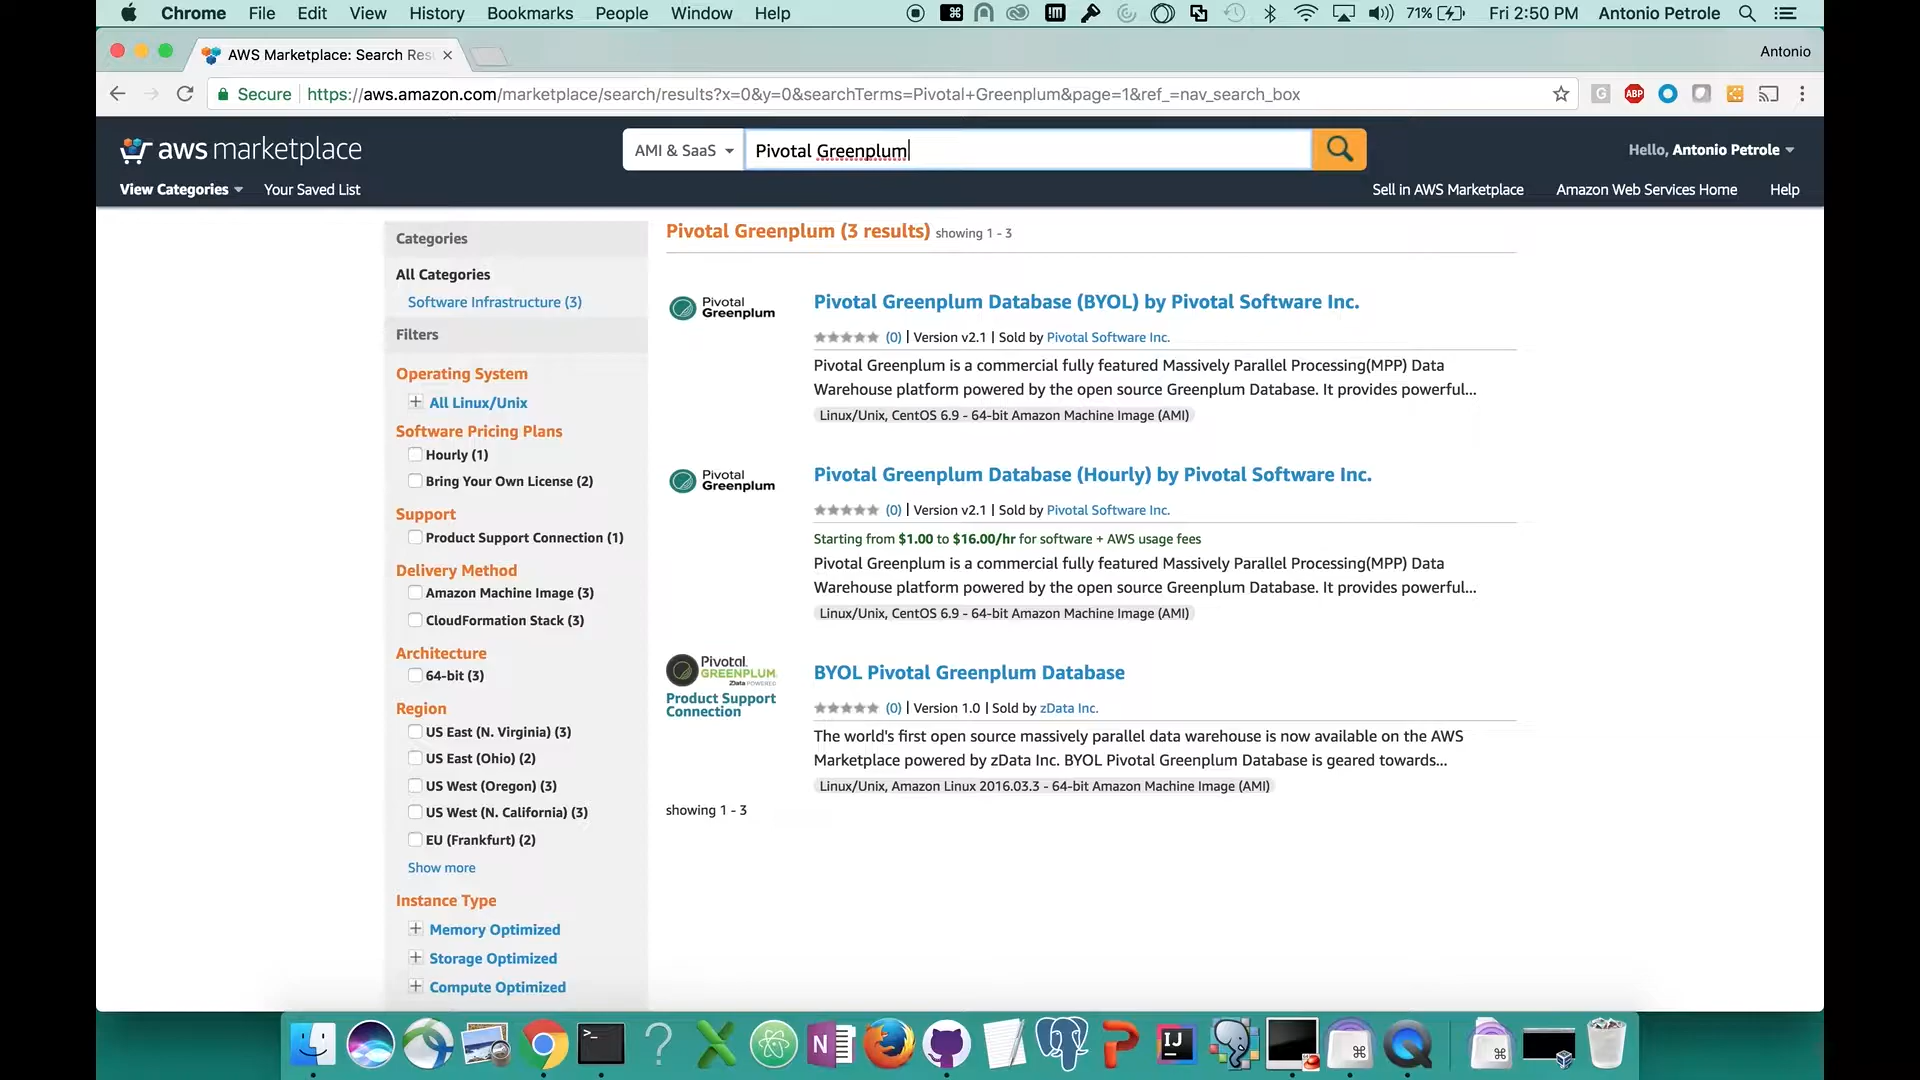 Chrome File Edit View History Bookmarks People Window Help 71% Fri 2:50 PM Antonio Petrole
AWS Marketplace: Search Res Antonio
Secure https://aws.amazon.com/marketplace/search/results?x=0&y=0&searchTerms=Pivotal+Greenplum&page=1&ref_=nav_search_box G ABP
aws marketplace AMI & SaaS Pivotal Greenplum Hello, Antonio Petrole
View Categories Your Saved List Sell in AWS Marketplace Amazon Web Services Home Help
Categories
All Categories
Software Infrastructure (3)
Filters
Operating System
All Linux/Unix
Software Pricing Plans
Hourly (1)
Bring Your Own License (2)
Support
Product Support Connection (1)
Delivery Method
Amazon Machine Image (3)
CloudFormation Stack (3)
Architecture
64-bit (3)
Region
US East (N. Virginia) (3)
US East (Ohio) (2)
US West (Oregon) (3)
US West (N. California) (3)
EU (Frankfurt) (2)
Show more
Instance Type
Memory Optimized
Storage Optimized
Compute Optimized
Pivotal Greenplum (3 results) showing 1 - 3
Pivotal
Greenplum
Pivotal Greenplum Database (BYOL) by Pivotal Software Inc.
(0) | Version v2.1 | Sold by Pivotal Software Inc.
Pivotal Greenplum is a commercial fully featured Massively Parallel Processing(MPP) Data
Warehouse platform powered by the open source Greenplum Database. It provides powerful...
Linux/Unix, CentOS 6.9 - 64-bit Amazon Machine Image (AMI)
Pivotal
Greenplum
Pivotal Greenplum Database (Hourly) by Pivotal Software Inc.
(0) | Version v2.1 | Sold by Pivotal Software Inc.
Starting from $1.00 to $16.00/hr for software + AWS usage fees
Pivotal Greenplum is a commercial fully featured Massively Parallel Processing(MPP) Data
Warehouse platform powered by the open source Greenplum Database. It provides powerful...
Linux/Unix, CentOS 6.9 - 64-bit Amazon Machine Image (AMI)
Pivotal
GREENPLUM
ZData POWERED
Product Support
Connection
BYOL Pivotal Greenplum Database
(0) | Version 1.0 | Sold by zData Inc.
The world's first open source massively parallel data warehouse is now available on the AWS
Marketplace powered by zData Inc. BYOL Pivotal Greenplum Database is geared towards...
Linux/Unix, Amazon Linux 2016.03.3 - 64-bit Amazon Machine Image (AMI)
showing 1 - 3
N
IJ